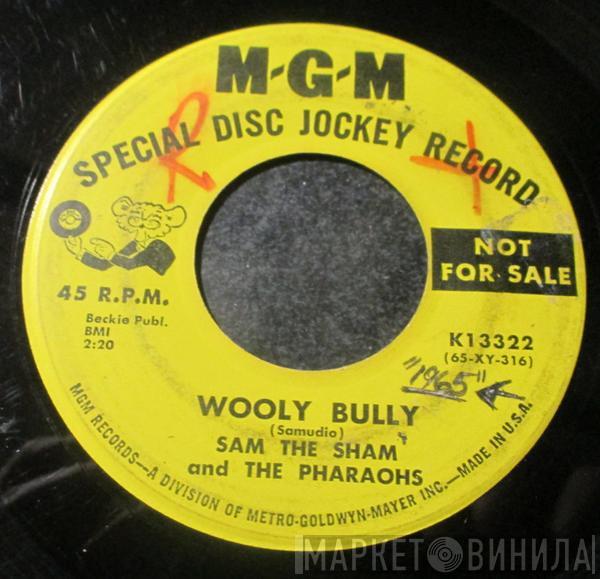 M-G-M
SPECIAL DISC JOCKEY RECORD
R
NOT
FOR SALE
45 R.P.M.
Beckie Publ.
BMI
2:20
K13322
(65-XY-316)
"1965"
WOOLY BULLY
(Samudio)
SAM THE SHAM
and THE PHARAOHS
MGM RECORDS—A DIVISION OF METRO-GOLDWYN-MAYER INC.—MADE IN U.S.A.
МАРКЕТ ВИНИЛА